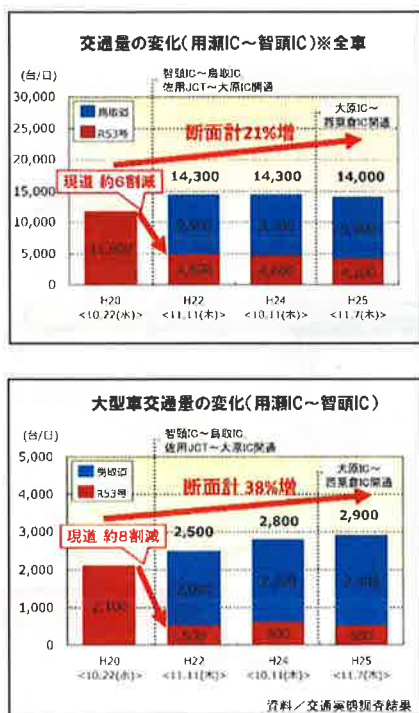 交通量の変化(用瀬IC~智頭IC)※全車
(台/日)
智頭IC~鳥取IC,
佐用JCT~大原IC開通
大原IC~
西粟倉IC開通
鳥取道
R53号
断面計21%増
現道 約6割減
30,000
25,000
20,000
15,000
10,000
5,000
0
14,300
14,300
14,000
H20
H22
H24
H25
<10.22(水)>
<11.11(木)>
<10.11(木)>
<11.7(木)>
大型車交通量の変化(用瀬IC~智頭IC)
(台/日)
智頭IC~鳥取IC,
佐用JCT~大原IC開通
大原IC~
西粟倉IC開通
鳥取道
R53号
断面計 38%増
現道 約8割減
5,000
4,000
3,000
2,000
1,000
0
2,500
2,800
2,900
2,100
H20
H22
H24
H25
<10.22(水)>
<11.11(木)>
<10.11(木)>
<11.7(木)>
資料/交通実態調査結果